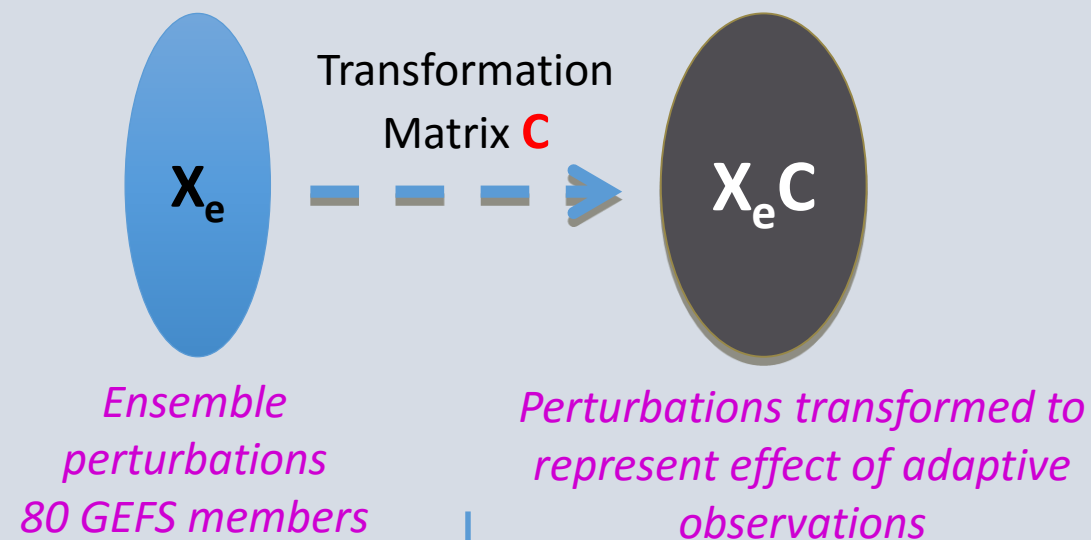 Transformation
Matrix C
Xe
XeC
Ensemble
perturbations
80 GEFS members
Perturbations transformed to
represent effect of adaptive
observations